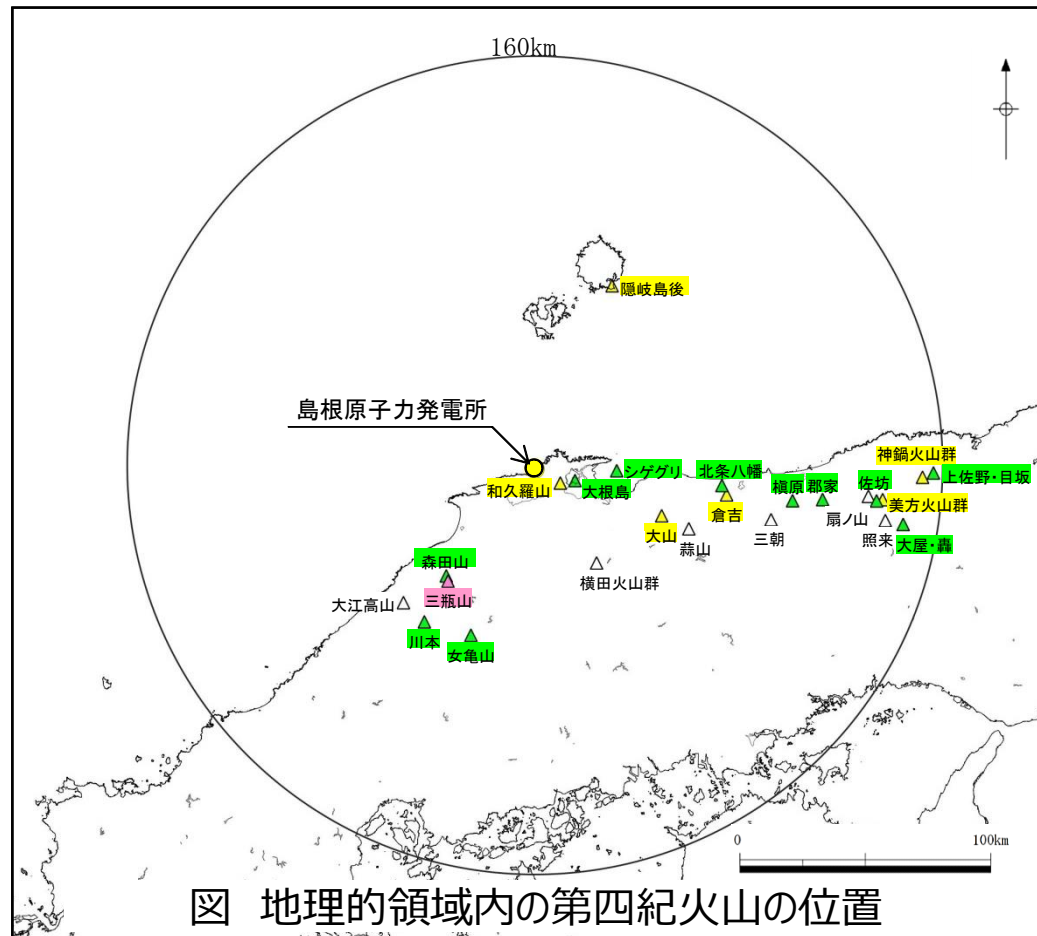 160km
隠岐島後
島根原子力発電所
和久羅山
大根島
シゲグリ
北条八幡
倉吉
大山
蒜山
三朝
槇原
郡家
佐坊
扇ノ山
神鍋火山群
上佐野・目坂
美方火山群
照来
大屋・轟
横田火山群
森田山
三瓶山
大江高山
川本
女亀山
0
100km
図 地理的領域内の第四紀火山の位置